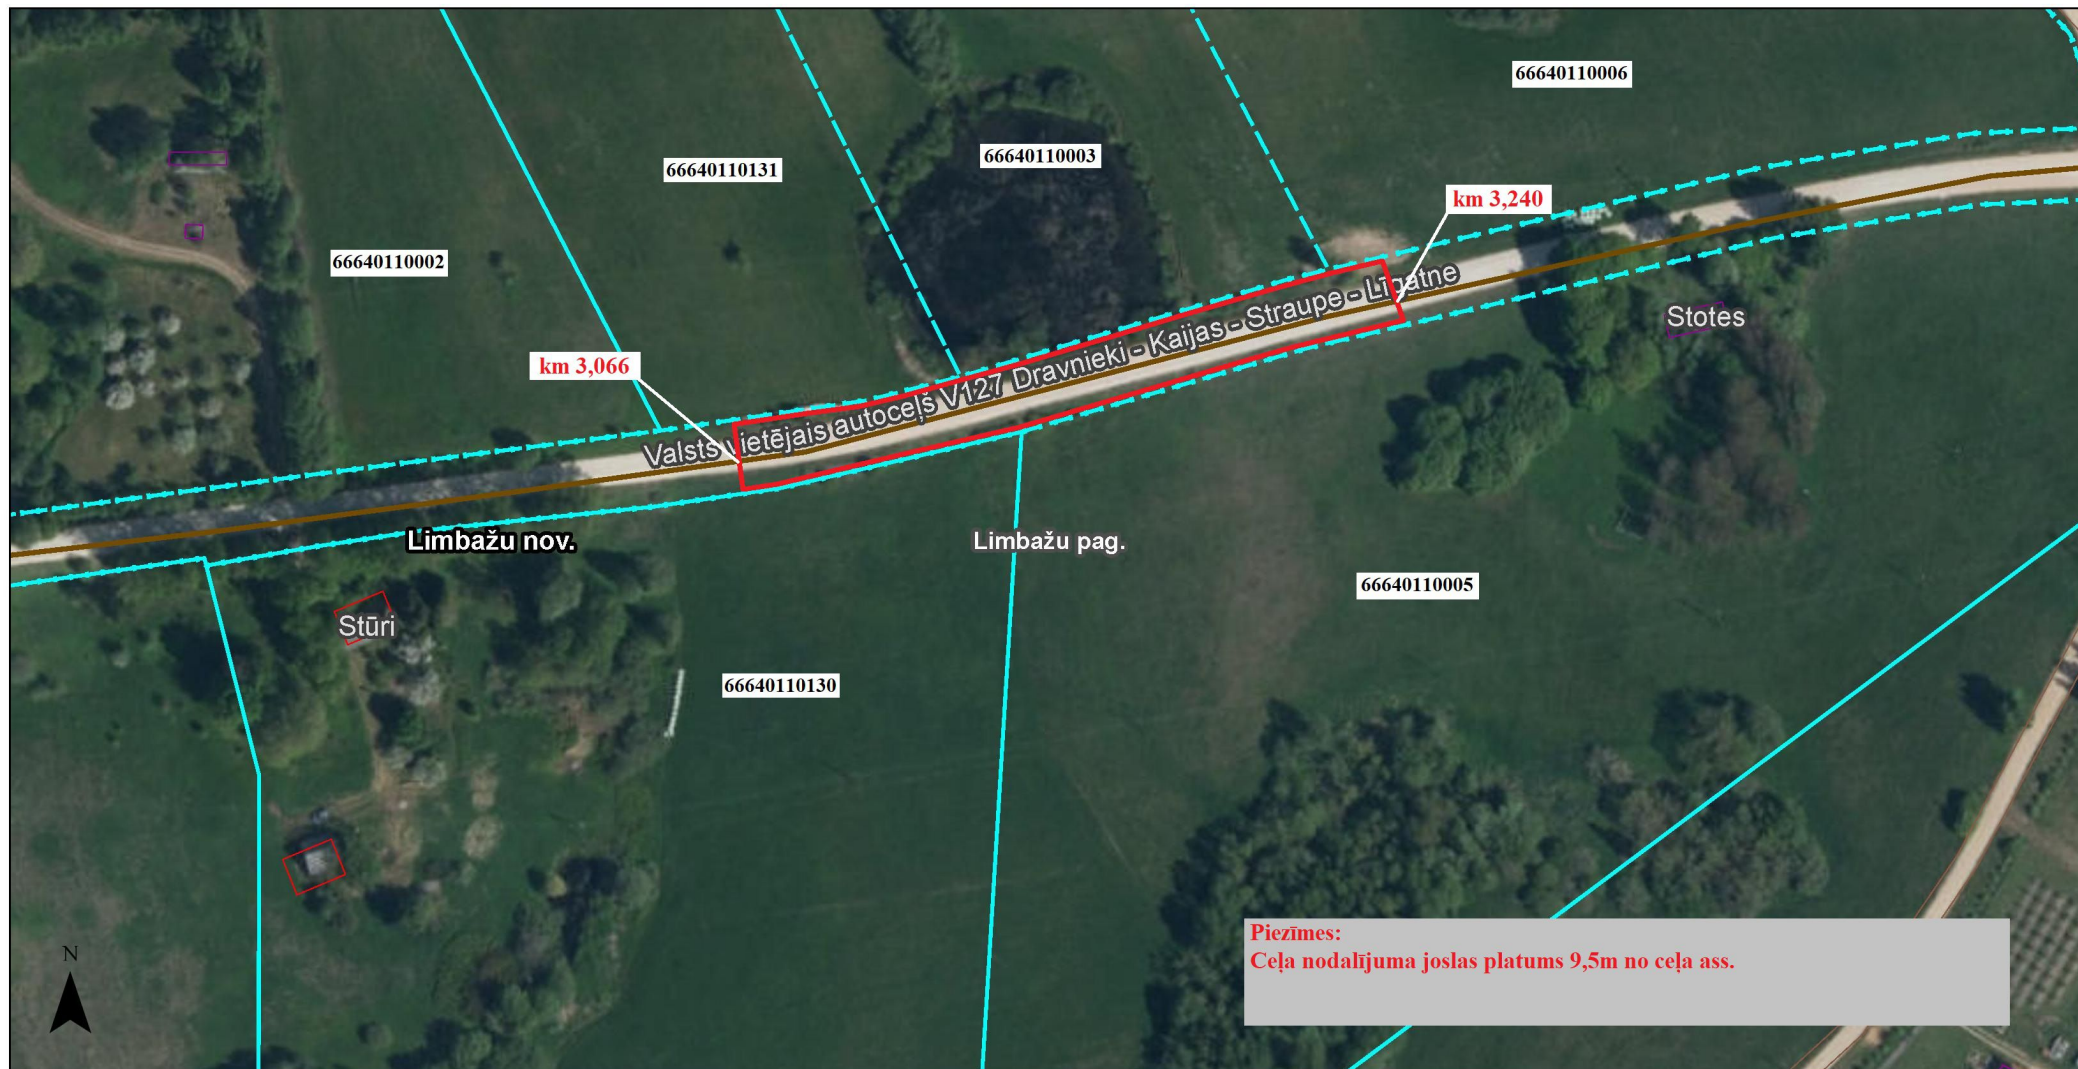 66640110006
66640110003
66640110131
km 3,240
66640110002
Stotes
km 3,066
Valsts vietējais autoceļš V127 Dravnieki - Kaijas - Straupe - Līgatne
Limbažu nov.
Limbažu pag.
66640110005
Stūri
66640110130
Piezīmes:
Ceļa nodalījuma joslas platums 9,5m no ceļa ass.
N